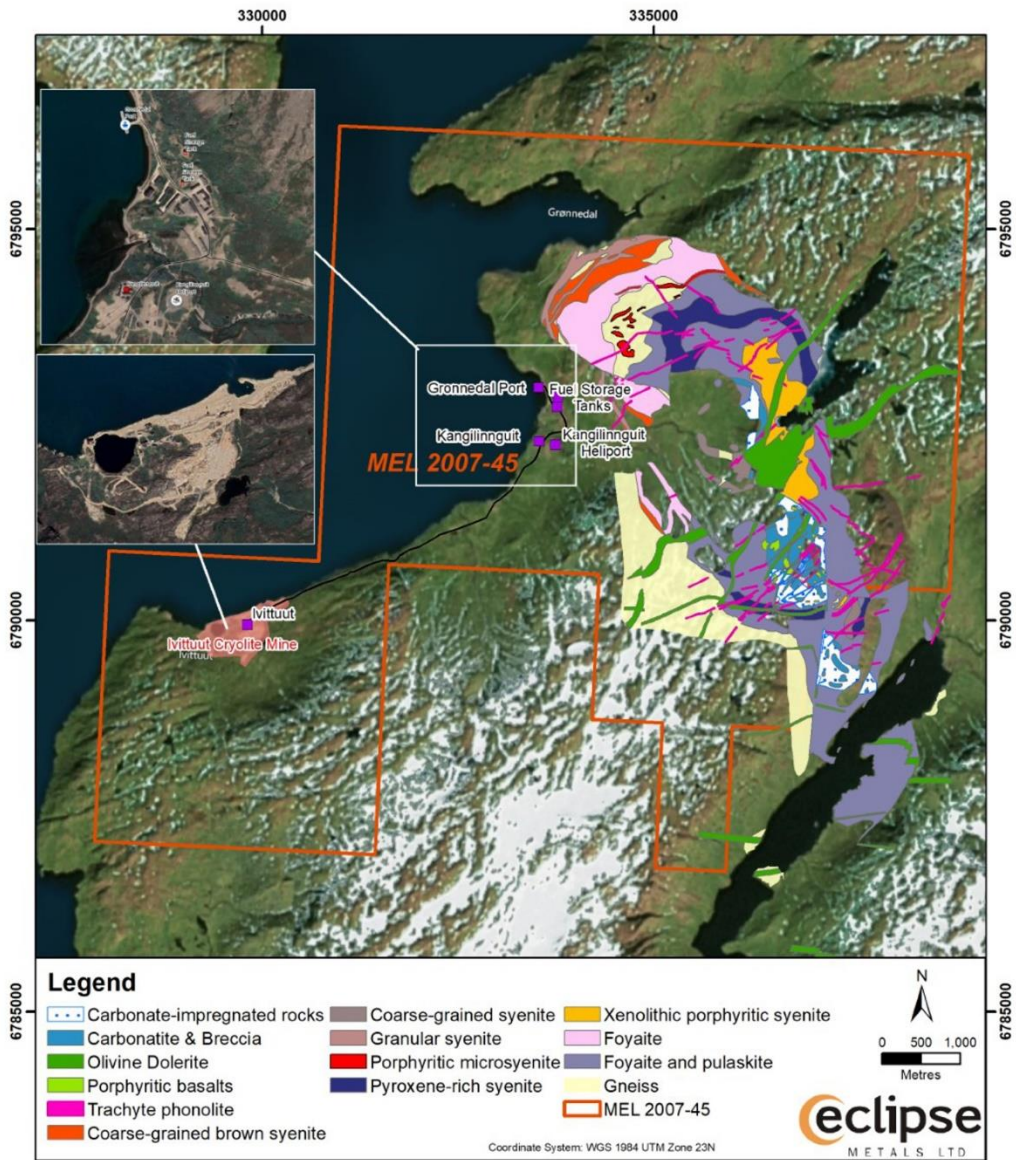 330000
335000
6795000
6795000
Grønnedal
Gronnedal Port
Fuel Storage
Tanks
Kangilinnguit
Kangilinnguit
Heliport
MEL 2007-45
6790000
6790000
Ivittuut
Ivittuut Cryolite Mine
Ivittuut
6785000
6785000
Legend
Carbonate-impregnated rocks
Carbonatite & Breccia
Olivine Dolerite
Porphyritic basalts
Trachyte phonolite
Coarse-grained brown syenite
Coarse-grained syenite
Granular syenite
Porphyritic microsyenite
Pyroxene-rich syenite
Xenolithic porphyritic syenite
Foyaite
Foyaite and pulaskite
Gneiss
MEL 2007-45
N
0 500 1,000
Metres
eclipse
METALS LTD
Coordinate System: WGS 1984 UTM Zone 23N